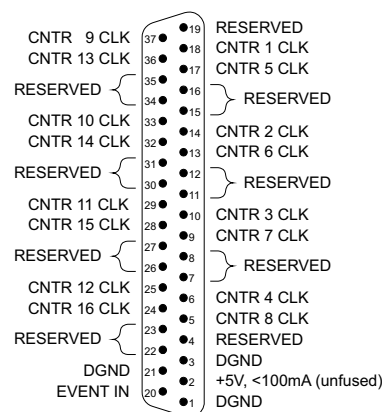 19 RESERVED
CNTR 9 CLK 37
18 CNTR 1 CLK
CNTR 13 CLK 36
17 CNTR 5 CLK
35
RESERVED
34
16
RESERVED
15
CNTR 10 CLK 33
14 CNTR 2 CLK
CNTR 14 CLK 32
13 CNTR 6 CLK
31
RESERVED
30
12
RESERVED
11
CNTR 11 CLK 29
10 CNTR 3 CLK
CNTR 15 CLK 28
9 CNTR 7 CLK
27
RESERVED
26
8
RESERVED
7
CNTR 12 CLK 25
6 CNTR 4 CLK
CNTR 16 CLK 24
5 CNTR 8 CLK
23
RESERVED
22
4 RESERVED
3 DGND
DGND 21
2 +5V, <100mA (unfused)
EVENT IN 20
1 DGND